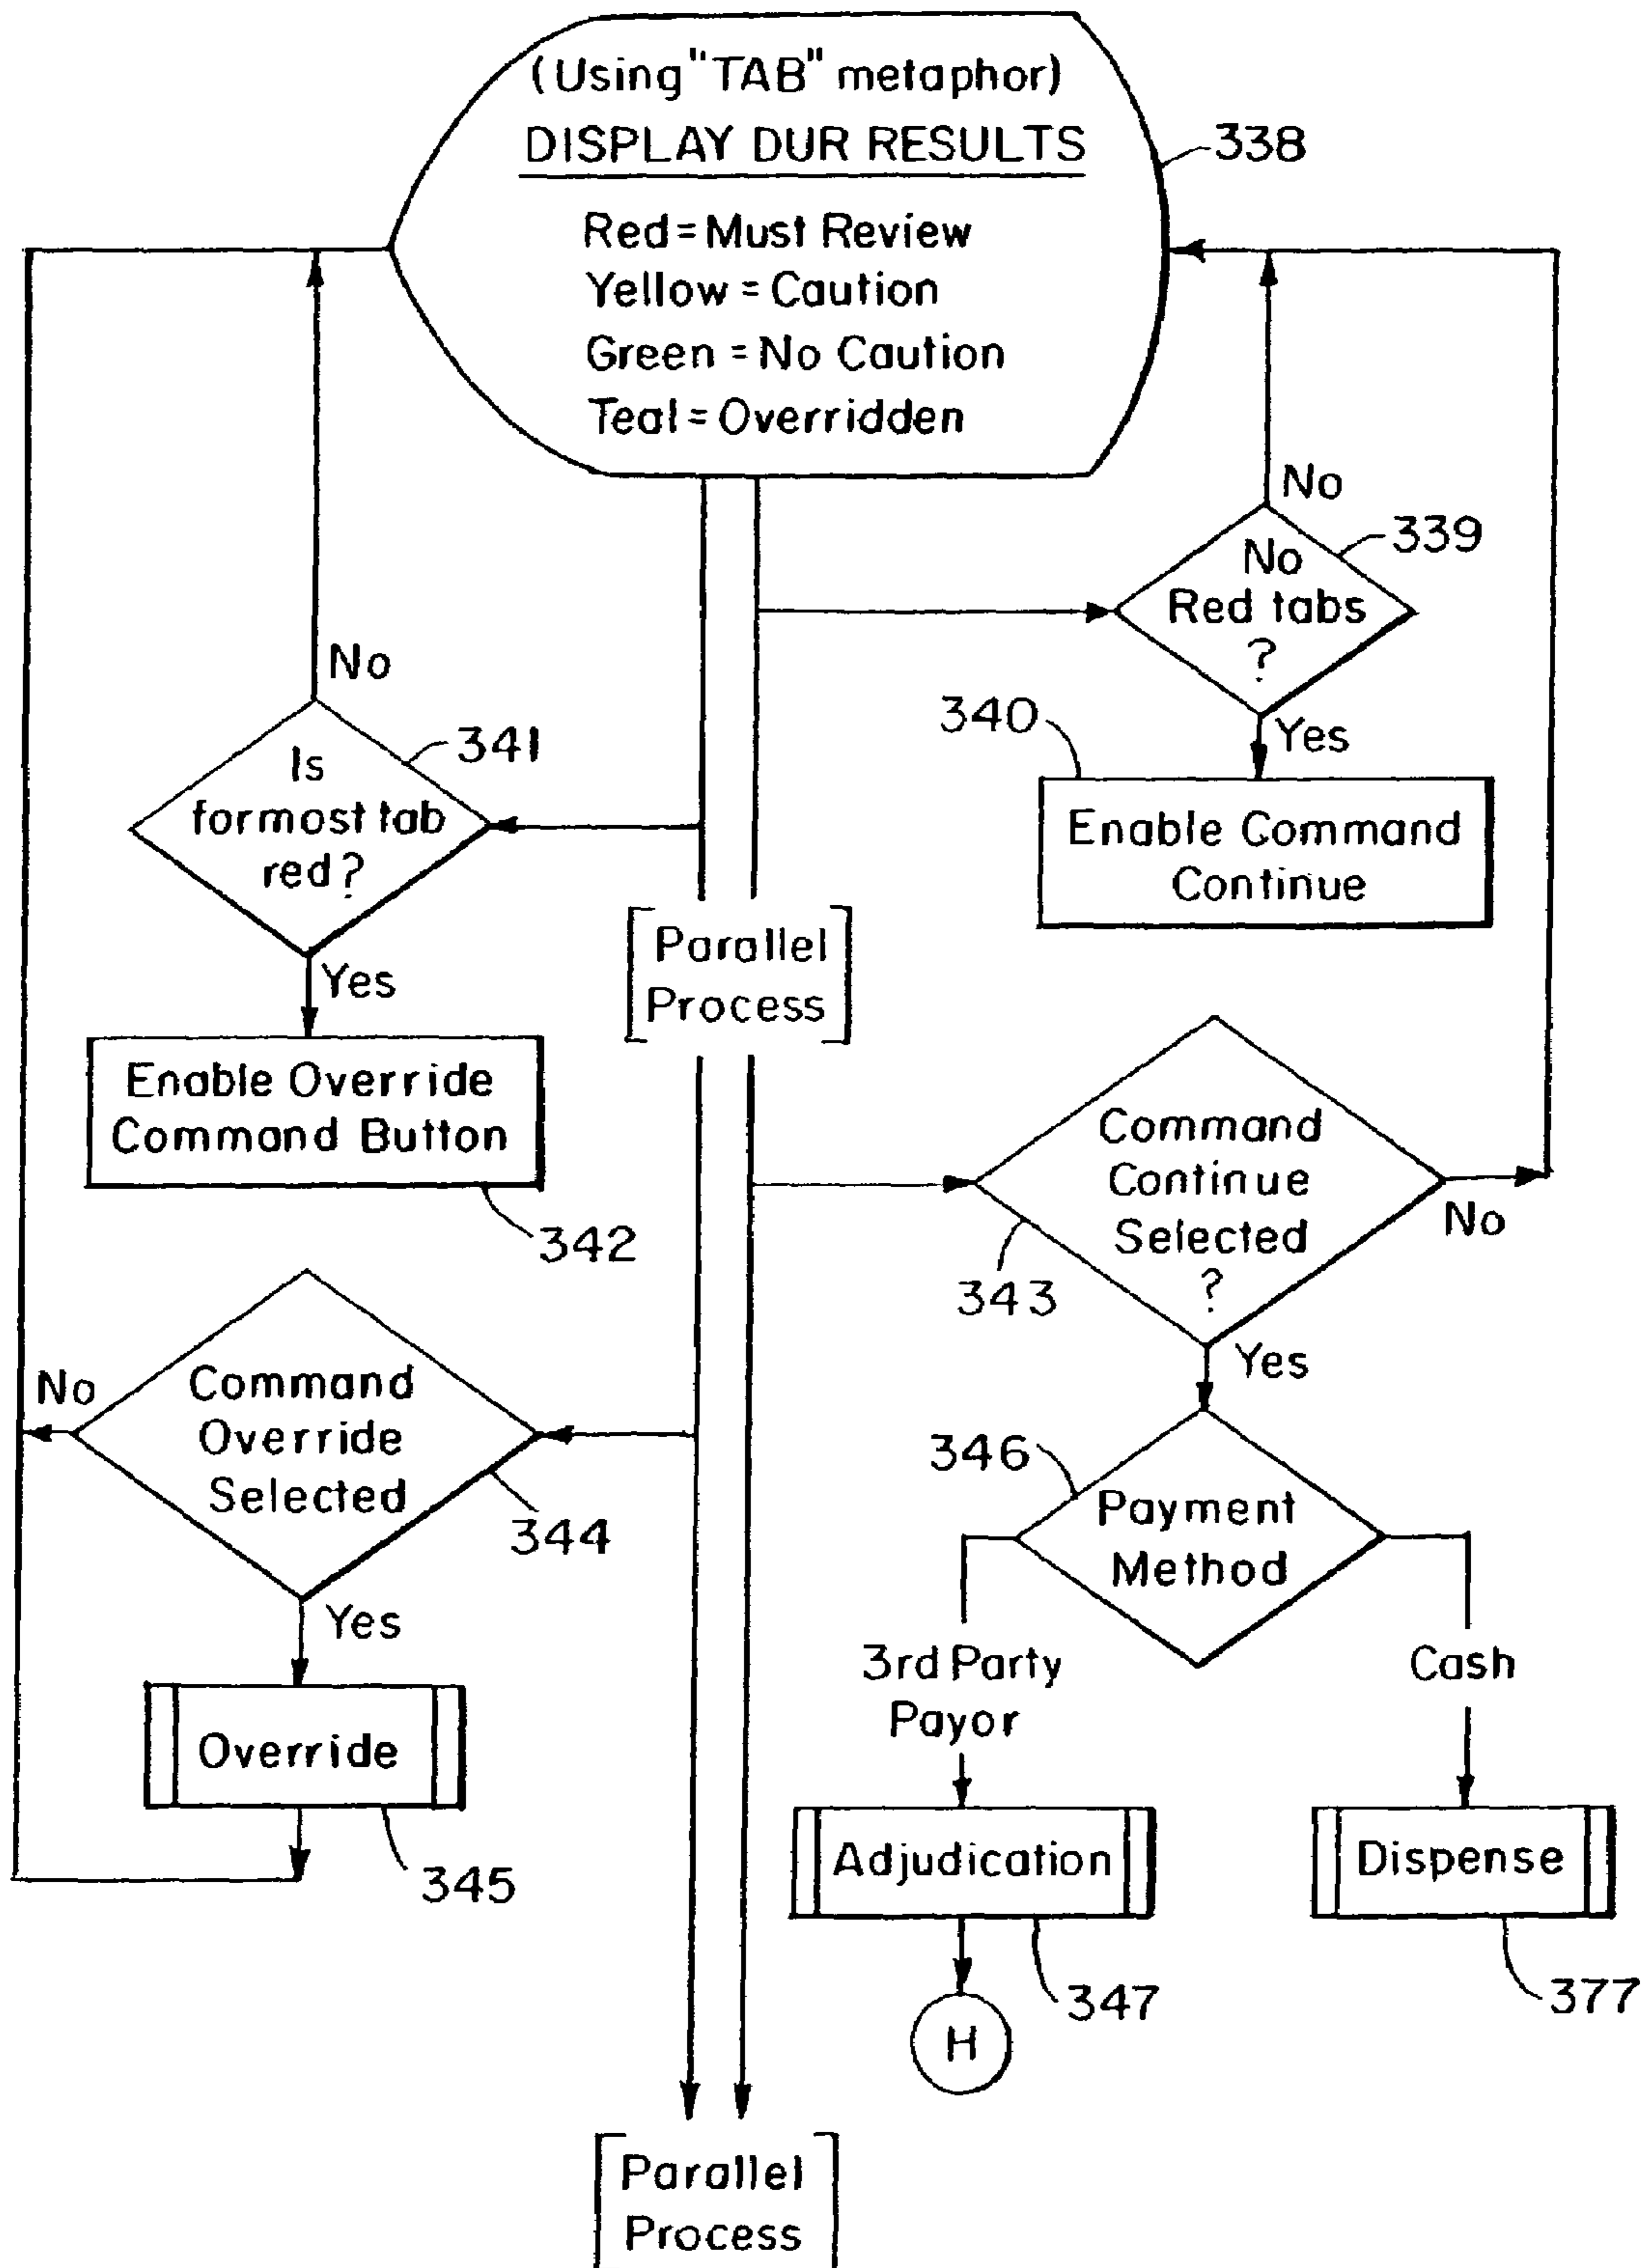 (Using "TAB" metaphor)
DISPLAY DUR RESULTS
338
Red = Must Review
Yellow = Caution
Green = No Caution
Teal = Overridden
No
339
No
Red tabs
?
Yes
340
Enable Command
Continue
No
341
Is
formost tab
red?
Yes
Enable Override
Command Button
342
[Parallel
Process]
Command
Continue
Selected
?
No
343
Yes
No
Command
Override
Selected
344
Yes
Override
345
346
Payment
Method
3rd Party
Payor
Cash
Adjudication
347
Dispense
377
H
[Parallel
Process]